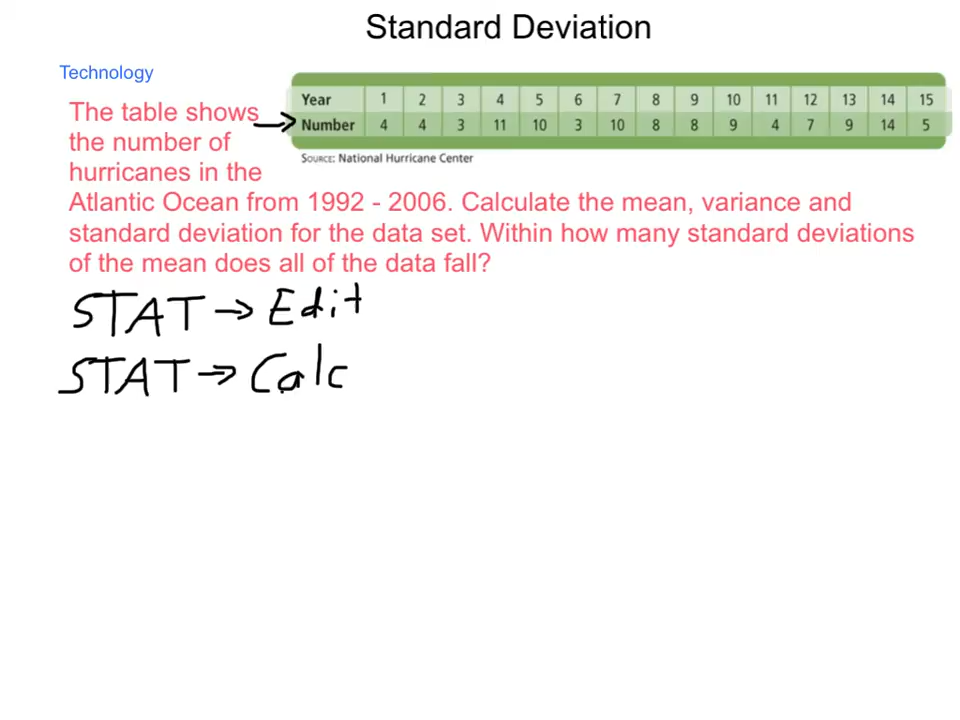 Standard Deviation
Technology
The table shows
the number of
hurricanes in the
Atlantic Ocean from 1992 - 2006. Calculate the mean, variance and
standard deviation for the data set. Within how many standard deviations
of the mean does all of the data fall?
Year 1 2 3 4 5 6 7 8 9 10 11 12 13 14 15
Number 4 4 3 11 10 3 10 8 8 9 4 7 9 14 5
SOURCE: National Hurricane Center
STAT → Edit
STAT → Calc